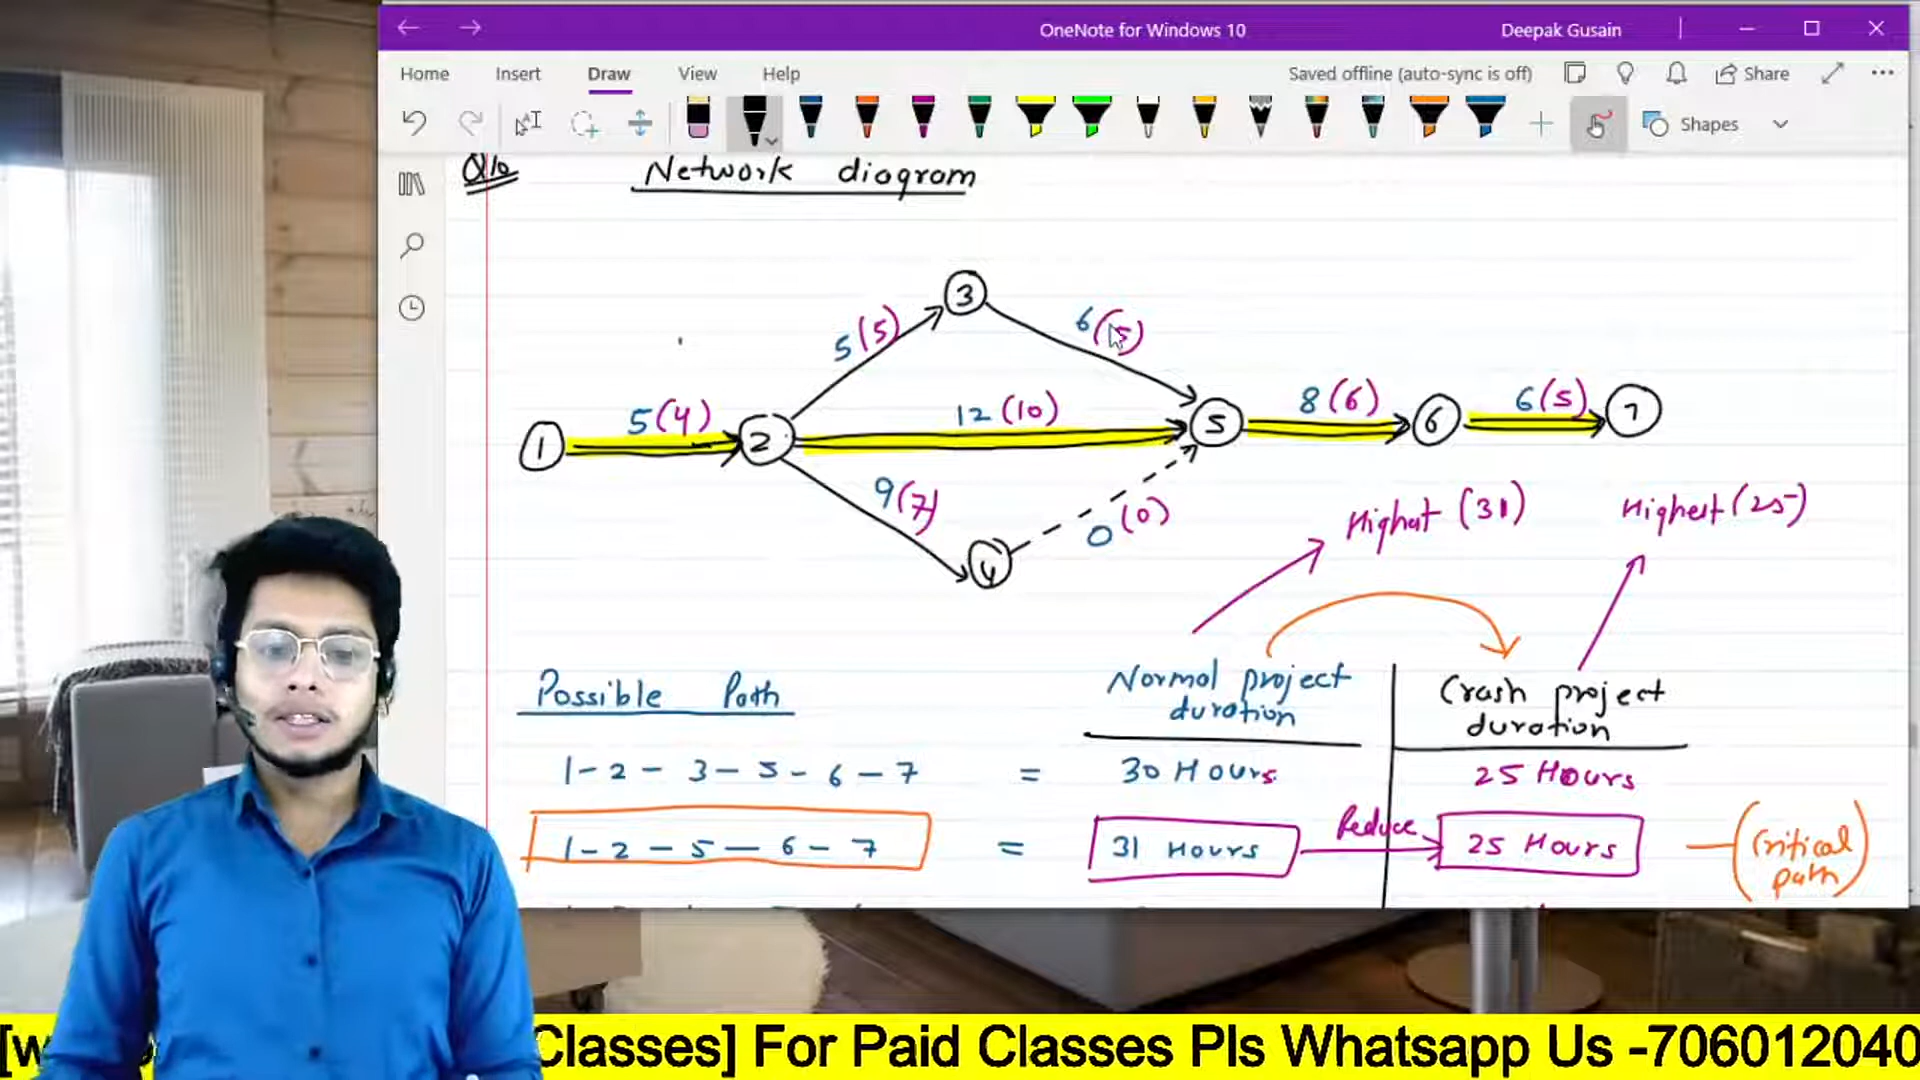 OneNote for Windows 10
Deepak Gusain
Home Insert Draw View Help
Saved offline (auto-sync is off)
Share
Shapes
Q16 Network diagram
3
5(5)
6(5)
1
5(4)
2
12(10)
5
8(6)
6
6(5)
7
9(7)
0(0)
4
Highest (31)
Highest (25)
Possible Path
Normal project
duration
Crash project
duration
1-2-3-5-6-7 = 30 Hours 25 Hours
1-2-5-6-7 = 31 Hours Reduce 25 Hours
(Critical
path)
Classes] For Paid Classes Pls Whatsapp Us -706012040